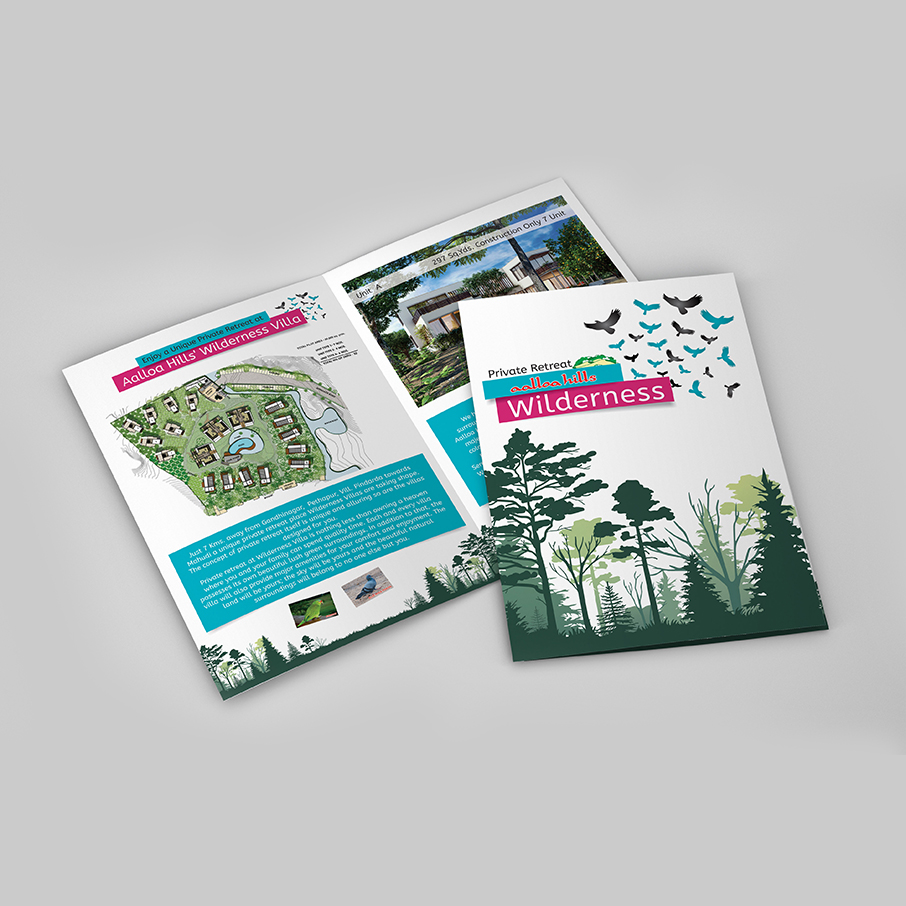 Enjoy a Unique Private Retreat at
Aalloa Hills' Wilderness Villa
Just 7 Kms. away from Gandhinagar, Pethapur, Vill. Findarda towards
Mahudi a unique private retreat place Wilderness Villas are taking shape.
The concept of private retreat itself is unique and alluring so are the villas
designed for you.
Private retreat at Wilderness Villa is nothing less than owning a heaven
where you and your family can spend quality time. Each and every villa
possesses its own beautiful, lush green surroundings, in addition to that, the
villa will also provide major amenities for your comfort and enjoyment. The
land will be yours, the sky will be yours and the beautiful natural
surroundings will belong to no one else but you.
Unit A
297 Sq.Yds. Construction Only 7 Unit
We
surrou
Aalloa
majo
Private Retreat
aalloa hills
Wilderness